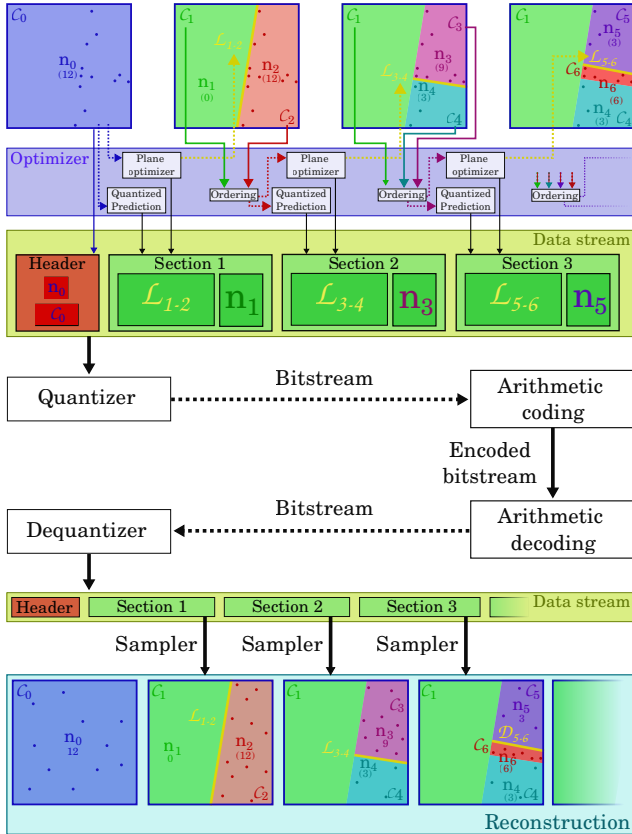 C0
n0
(12)
C1
n1
(0)
L1-2
n2
(12)
C2
C1
C3
n3
(9)
L3-4
n4
(3)
C4
C1
C5
n5
(3)
L5-6
C6
n6
(6)
n4
(3)
C4
Optimizer
Plane
optimizer
Quantized
Prediction
Ordering
Plane
optimizer
Quantized
Prediction
Ordering
Plane
optimizer
Quantized
Prediction
Ordering
Data stream
Header
n0
C0
Section 1
L1-2
n1
Section 2
L3-4
n3
Section 3
L5-6
n5
Quantizer
Bitstream
Arithmetic
coding
Encoded
bitstream
Dequantizer
Bitstream
Arithmetic
decoding
Header
Section 1
Section 2
Section 3
Data stream
Sampler
Sampler
Sampler
C0
n0
12
C1
n1
0
L1-2
n2
(12)
C2
C1
C3
n3
9
L3-4
n4
(3)
C4
C1
C5
n5
3
D5-6
C6
n6
(6)
n4
(3)
C4
Reconstruction